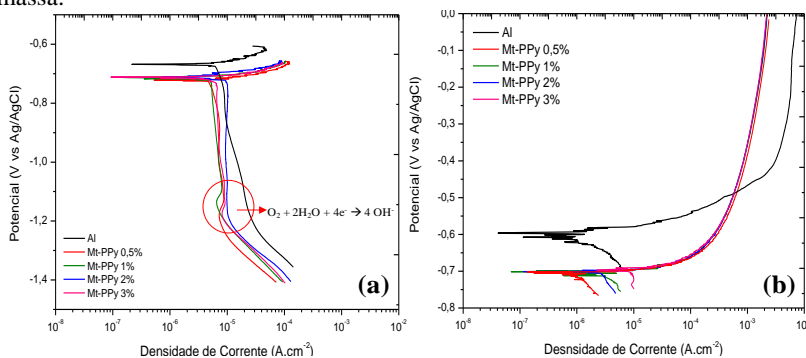 massa.
-0,6
-0,8
-1,0
-1,2
-1,4
Potencial (V vs Ag/AgCl)
O₂ + 2H₂O + 4e⁻ → 4 OH⁻
Al
Mt-PPy 0,5%
Mt-PPy 1%
Mt-PPy 2%
Mt-PPy 3%
(a)
10⁻⁸ 10⁻⁷ 10⁻⁶ 10⁻⁵ 10⁻⁴ 10⁻³ 10⁻²
Densidade de Corrente (A.cm⁻²)
0,0
-0,1
-0,2
-0,3
-0,4
-0,5
-0,6
-0,7
-0,8
Potencial (V vs Ag/AgCl)
Al
Mt-PPy 0,5%
Mt-PPy 1%
Mt-PPy 2%
Mt-PPy 3%
(b)
10⁻⁸ 10⁻⁷ 10⁻⁶ 10⁻⁵ 10⁻⁴ 10⁻³
Densidade de Corrente (A.cm⁻²)